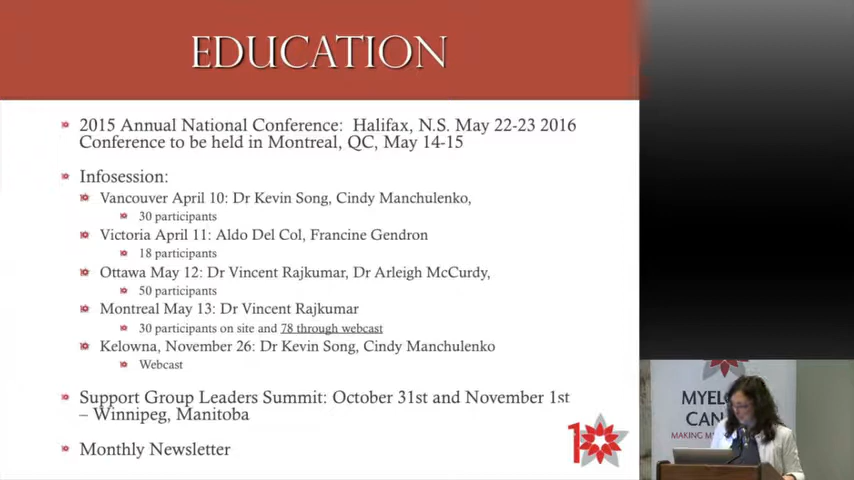 EDUCATION
2015 Annual National Conference: Halifax, N.S. May 22-23 2016
Conference to be held in Montreal, QC, May 14-15
Infosession:
Vancouver April 10: Dr Kevin Song, Cindy Manchulenko,
30 participants
Victoria April 11: Aldo Del Col, Francine Gendron
18 participants
Ottawa May 12: Dr Vincent Rajkumar, Dr Arleigh McCurdy,
50 participants
Montreal May 13: Dr Vincent Rajkumar
30 participants on site and 78 through webcast
Kelowna, November 26: Dr Kevin Song, Cindy Manchulenko
Webcast
Support Group Leaders Summit: October 31st and November 1st
– Winnipeg, Manitoba
Monthly Newsletter
10
MYELO
CAN
MAKING M